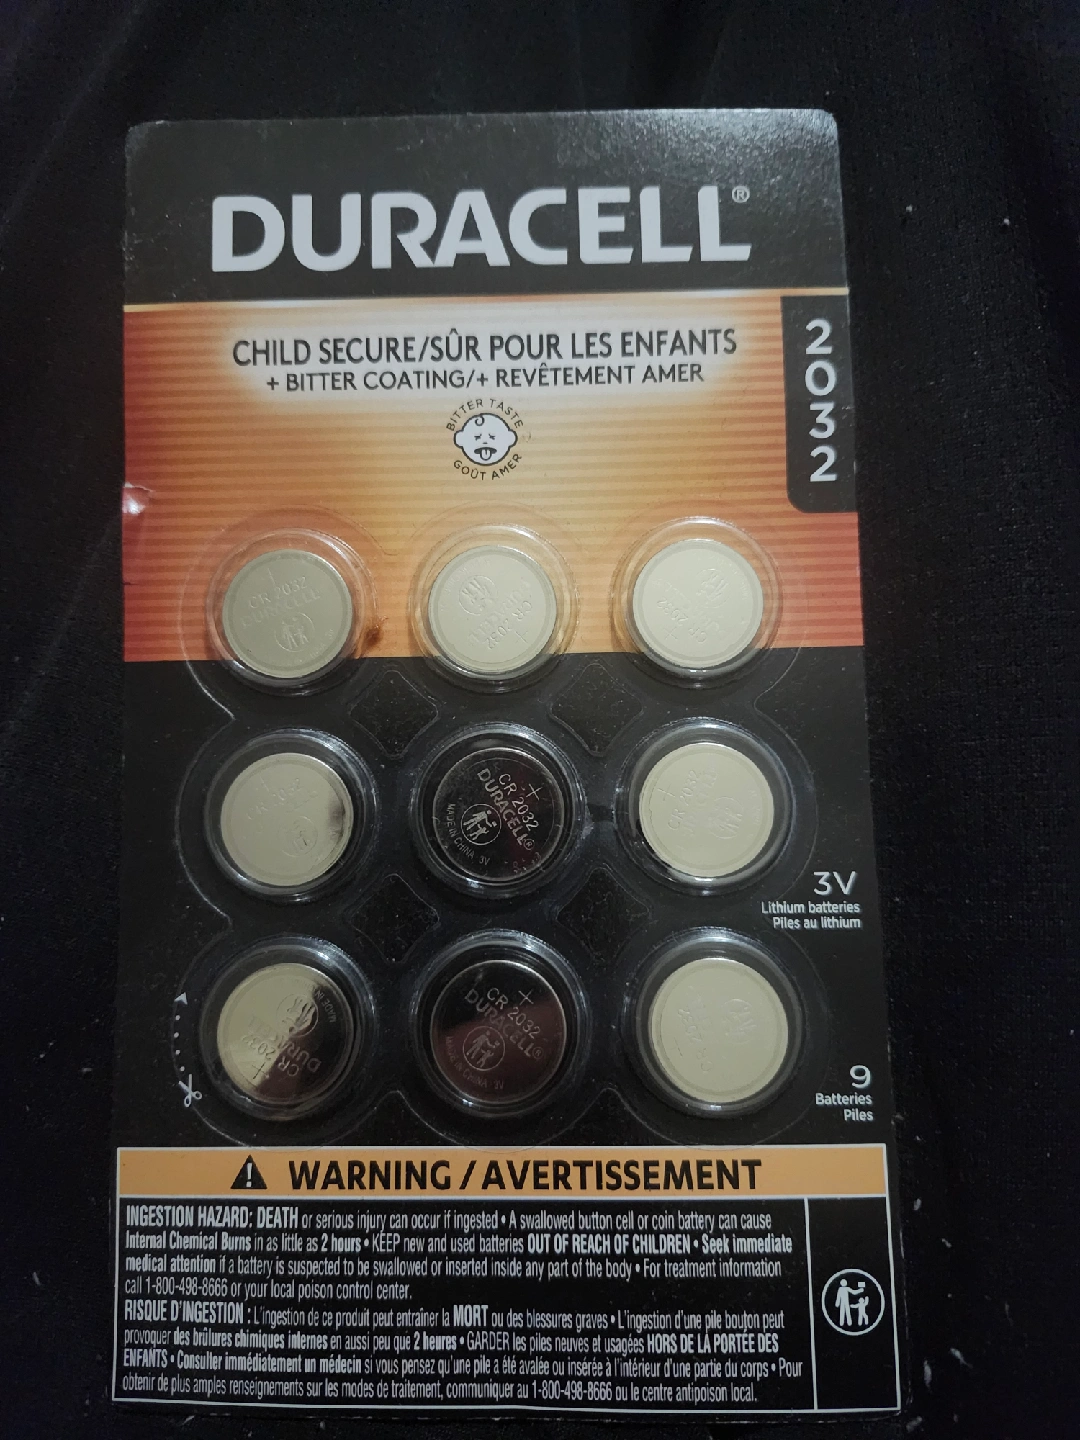 DURACELL®
CHILD SECURE/SÛR POUR LES ENFANTS
+ BITTER COATING/+ REVÊTEMENT AMER
BITTER TASTE
GOÛT AMER
2032
CR 2032
DURACELL
CR 2032
CR 2032
CR 2032
DURACELL®
MADE IN CHINA 3V
CR 2032
3V
Lithium batteries
Piles au lithium
CR 2032
DURACELL
CR 2032
DURACELL®
MADE IN CHINA 3V
9
Batteries
Piles
WARNING / AVERTISSEMENT
INGESTION HAZARD: DEATH or serious injury can occur if ingested • A swallowed button cell or coin battery can cause
Internal Chemical Burns in as little as 2 hours • KEEP new and used batteries OUT OF REACH OF CHILDREN • Seek immediate
medical attention if a battery is suspected to be swallowed or inserted inside any part of the body • For treatment information
call 1-800-498-8666 or your local poison control center.
RISQUE D'INGESTION : L'ingestion de ce produit peut entraîner la MORT ou des blessures graves • L'ingestion d'une pile bouton peut
provoquer des brûlures chimiques internes en aussi peu que 2 heures • GARDER les piles neuves et usagées HORS DE LA PORTÉE DES
ENFANTS • Consulter immédiatement un médecin si vous pensez qu'une pile a été avalée ou insérée à l'intérieur d'une partie du corps • Pour
obtenir de plus amples renseignements sur les modes de traitement, communiquer au 1-800-498-8666 ou le centre antipoison local.